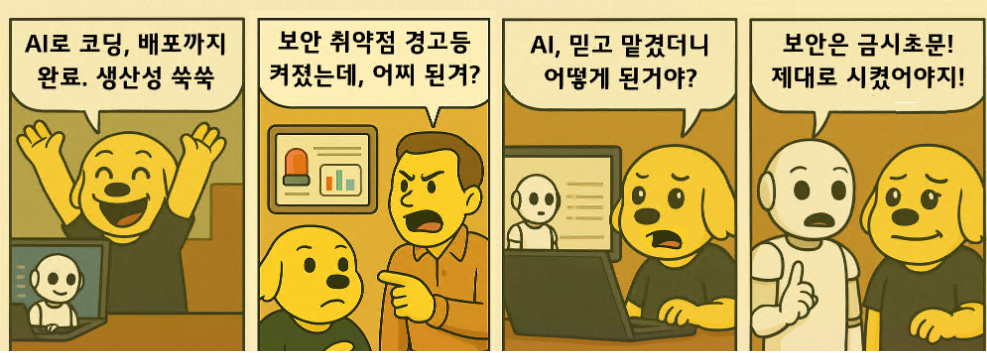 AI로 코딩, 배포까지
완료. 생산성 쑥쑥
보안 취약점 경고등
켜졌는데, 어찌 된겨?
AI, 믿고 맡겼더니
어떻게 된거야?
보안은 금시초문!
제대로 시켰어야지!